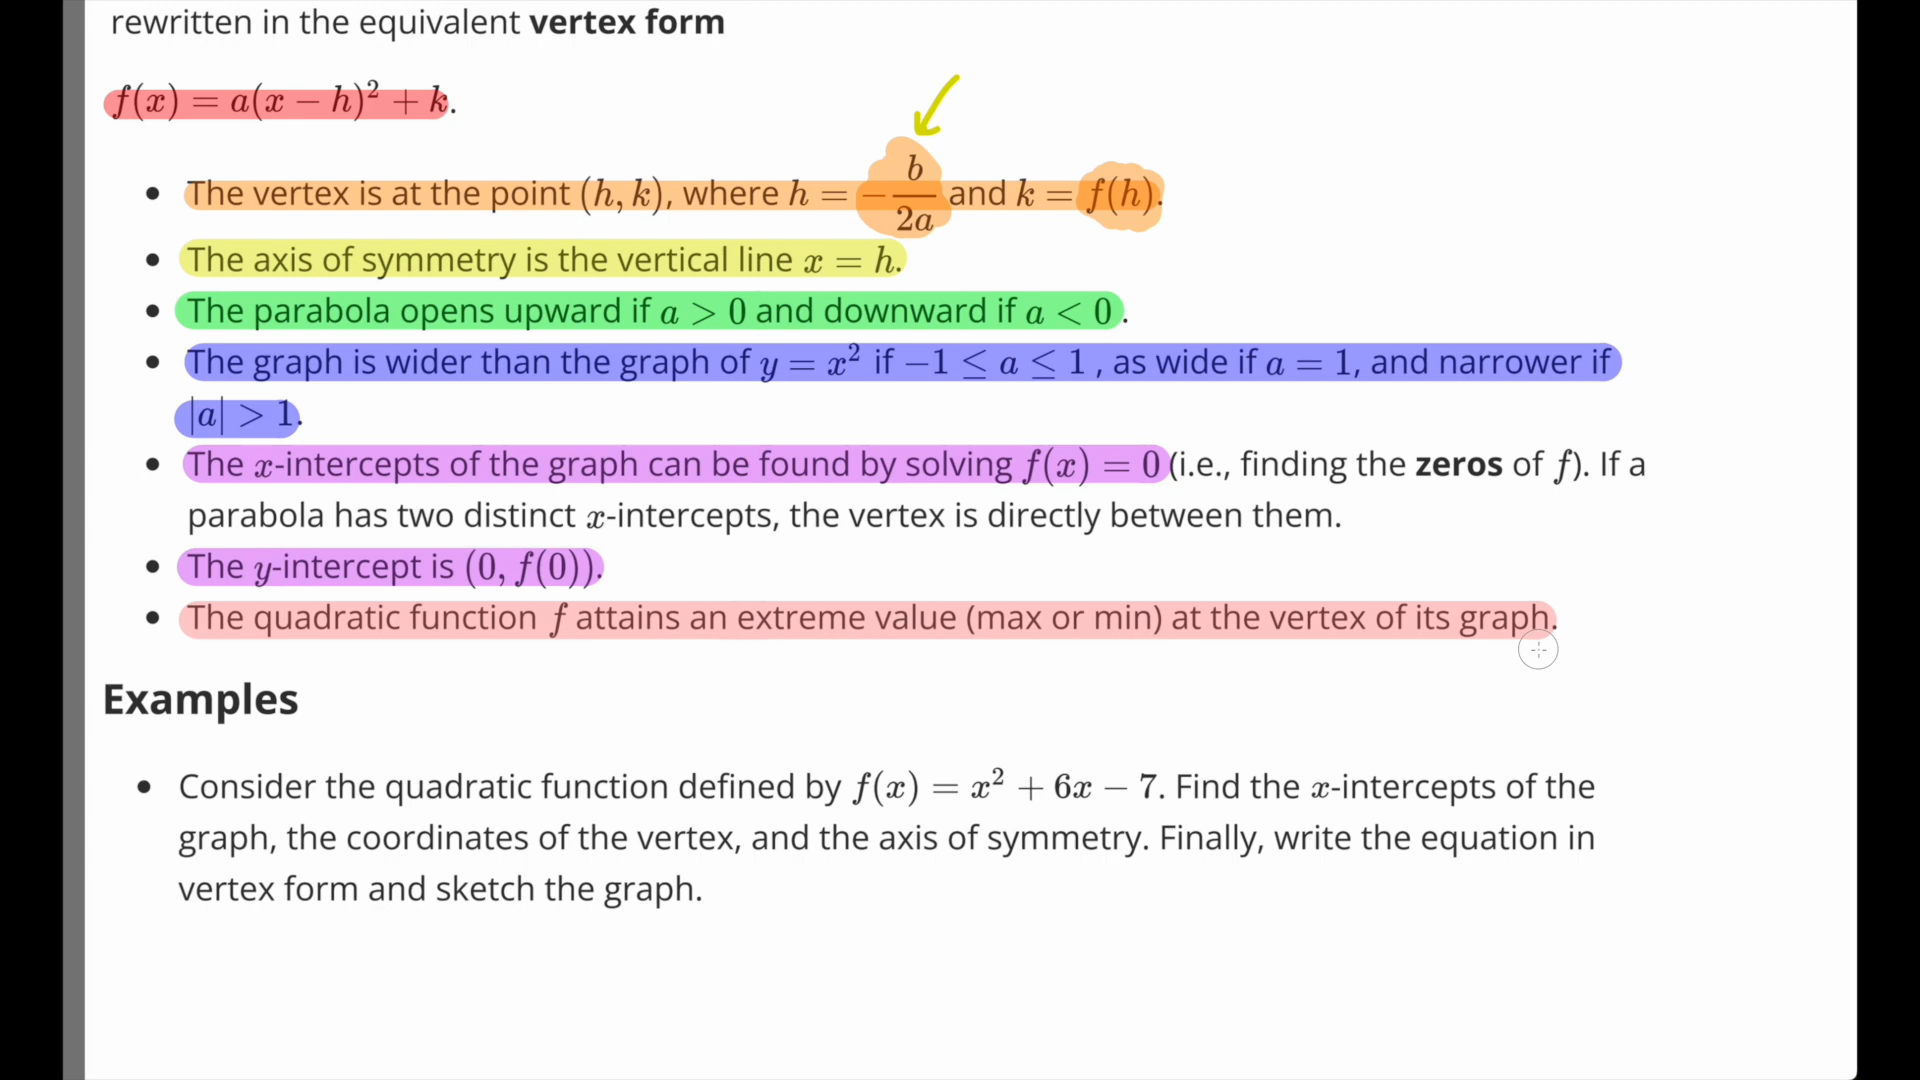 rewritten in the equivalent vertex form
f(x) = a(x − h)² + k.
• The vertex is at the point (h, k), where h = −b/2a and k = f(h).
• The axis of symmetry is the vertical line x = h.
• The parabola opens upward if a > 0 and downward if a < 0 .
• The graph is wider than the graph of y = x² if −1 ≤ a ≤ 1 , as wide if a = 1, and narrower if
|a| > 1.
• The x-intercepts of the graph can be found by solving f(x) = 0 (i.e., finding the zeros of f). If a
parabola has two distinct x-intercepts, the vertex is directly between them.
• The y-intercept is (0, f(0)).
• The quadratic function f attains an extreme value (max or min) at the vertex of its graph.
Examples
• Consider the quadratic function defined by f(x) = x² + 6x − 7. Find the x-intercepts of the
graph, the coordinates of the vertex, and the axis of symmetry. Finally, write the equation in
vertex form and sketch the graph.